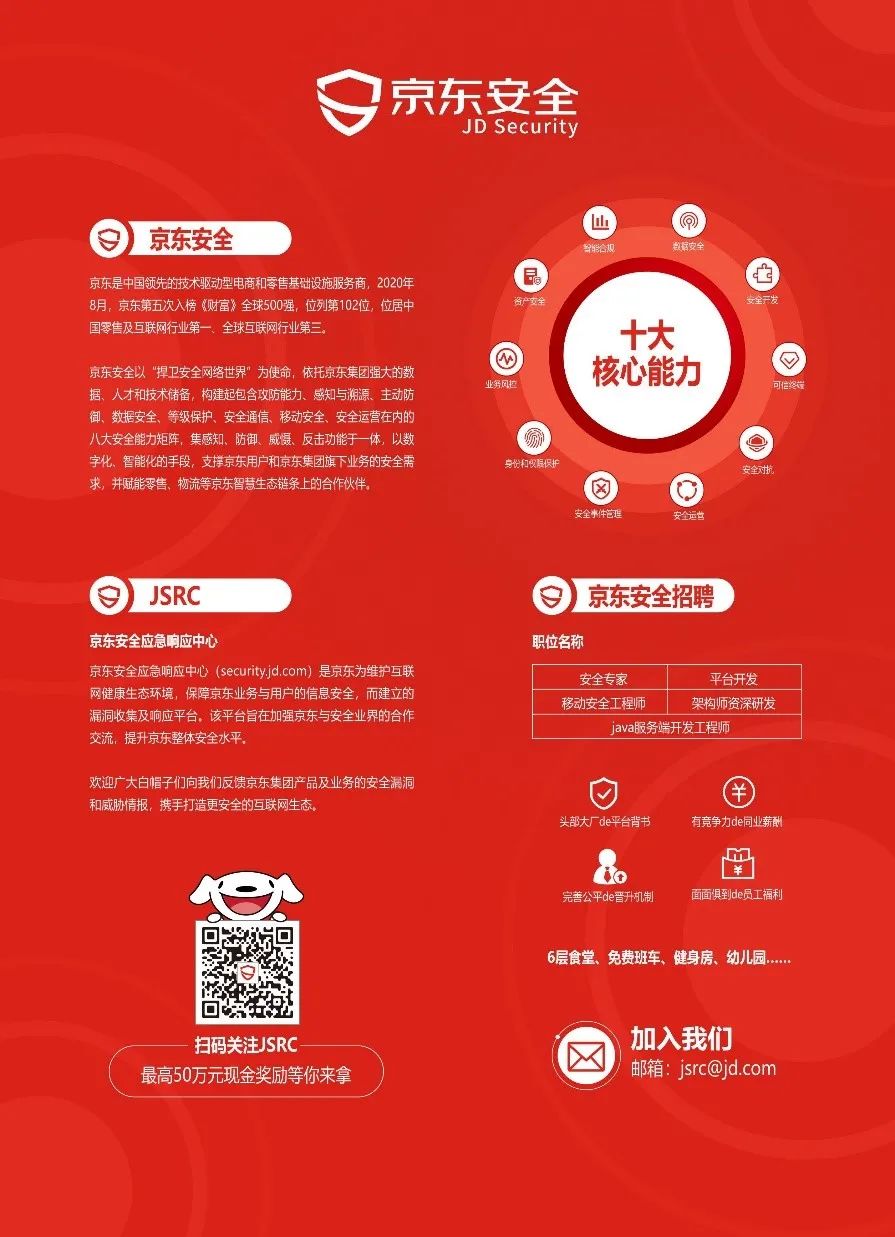 京东安全
JD Security
京东安全
京东是中国领先的技术驱动型电商和零售基础设施服务商，2020年
8月，京东第五次入榜《财富》全球500强，位列第102位，位居中
国零售及互联网行业第一、全球互联网行业第三。
京东安全以“捍卫安全网络世界”为使命，依托京东集团强大的数
据、人才和技术储备，构建起包含攻防能力、感知与溯源、主动防
御、数据安全、等级保护、安全通信、移动安全、安全运营在内的
八大安全能力矩阵，集感知、防御、威慑、反击功能于一体，以数
字化、智能化的手段，支撑京东用户和京东集团旗下业务的安全需
求，并赋能零售、物流等京东智慧生态链条上的合作伙伴。
十大
核心能力
智能合规
数据安全
安全开发
可信终端
安全对抗
安全运营
安全事件管理
身份和权限保护
业务风控
资产安全
JSRC
京东安全应急响应中心
京东安全应急响应中心（security.jd.com）是京东为维护互联
网健康生态环境，保障京东业务与用户的信息安全，而建立的
漏洞收集及响应平台。该平台旨在加强京东与安全业界的合作
交流，提升京东整体安全水平。
欢迎广大白帽子们向我们反馈京东集团产品及业务的安全漏洞
和威胁情报，携手打造更安全的互联网生态。
扫码关注JSRC
最高50万元现金奖励等你来拿
京东安全招聘
职位名称
安全专家 平台开发
移动安全工程师 架构师资深研发
java服务端开发工程师
头部大厂de平台背书
有竞争力de同业薪酬
完善公平de晋升机制
面面俱到de员工福利
6层食堂、免费班车、健身房、幼儿园……
加入我们
邮箱：jsrc@jd.com